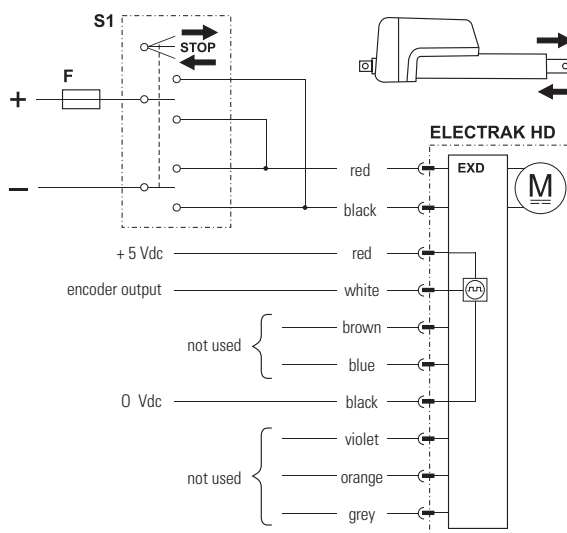 S1
STOP
F
+
–
ELECTRAK HD
EXD
M
red
black
+ 5 Vdc red
encoder output white
not used
brown
blue
0 Vdc black
not used
violet
orange
grey